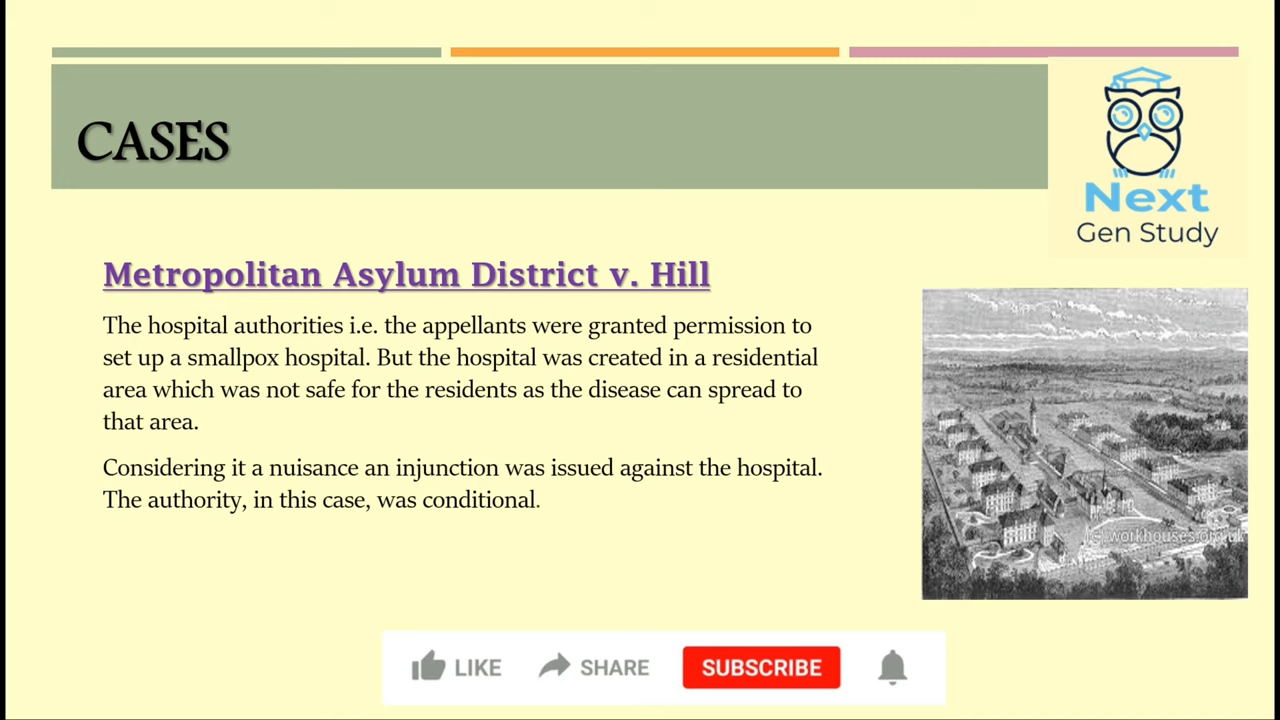 CASES
Next
Gen Study
Metropolitan Asylum District v. Hill
The hospital authorities i.e. the appellants were granted permission to
set up a smallpox hospital. But the hospital was created in a residential
area which was not safe for the residents as the disease can spread to
that area.
Considering it a nuisance an injunction was issued against the hospital.
The authority, in this case, was conditional.
(c) workhouses.org.uk
LIKE
SHARE
SUBSCRIBE